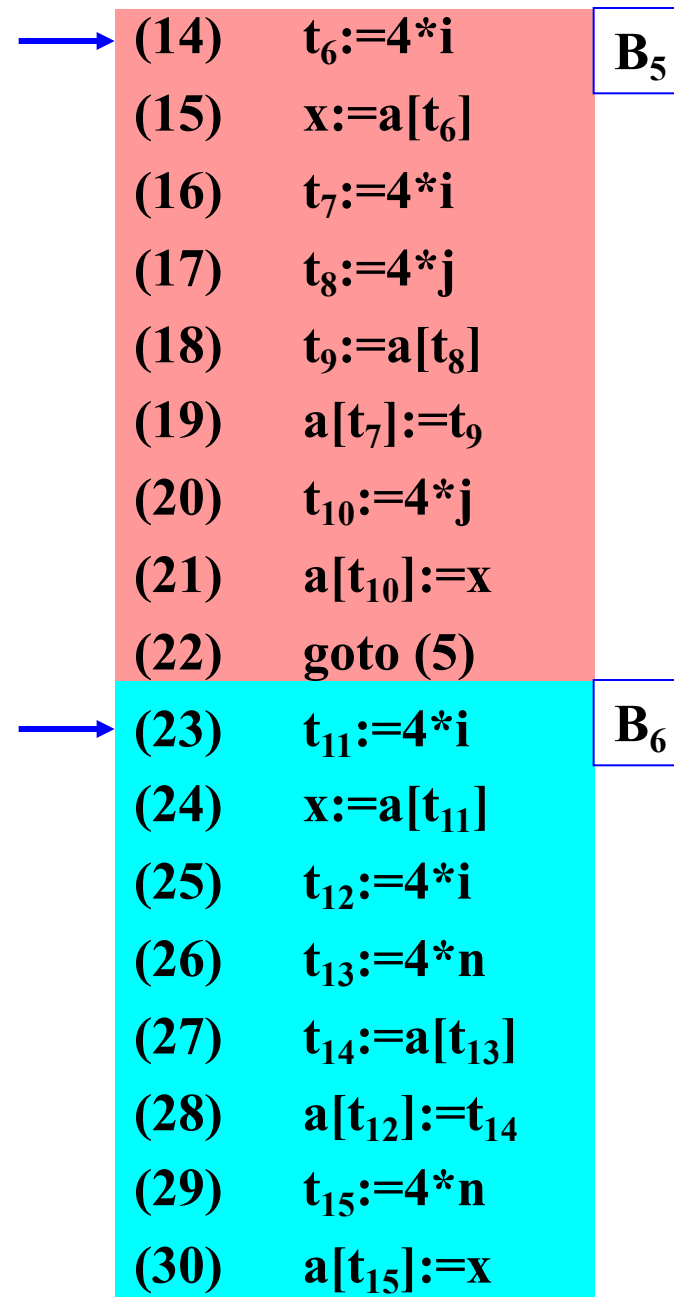 (14) t₆:=4*i B₅
(15) x:=a[t₆]
(16) t₇:=4*i
(17) t₈:=4*j
(18) t₉:=a[t₈]
(19) a[t₇]:=t₉
(20) t₁₀:=4*j
(21) a[t₁₀]:=x
(22) goto (5)
(23) t₁₁:=4*i B₆
(24) x:=a[t₁₁]
(25) t₁₂:=4*i
(26) t₁₃:=4*n
(27) t₁₄:=a[t₁₃]
(28) a[t₁₂]:=t₁₄
(29) t₁₅:=4*n
(30) a[t₁₅]:=x